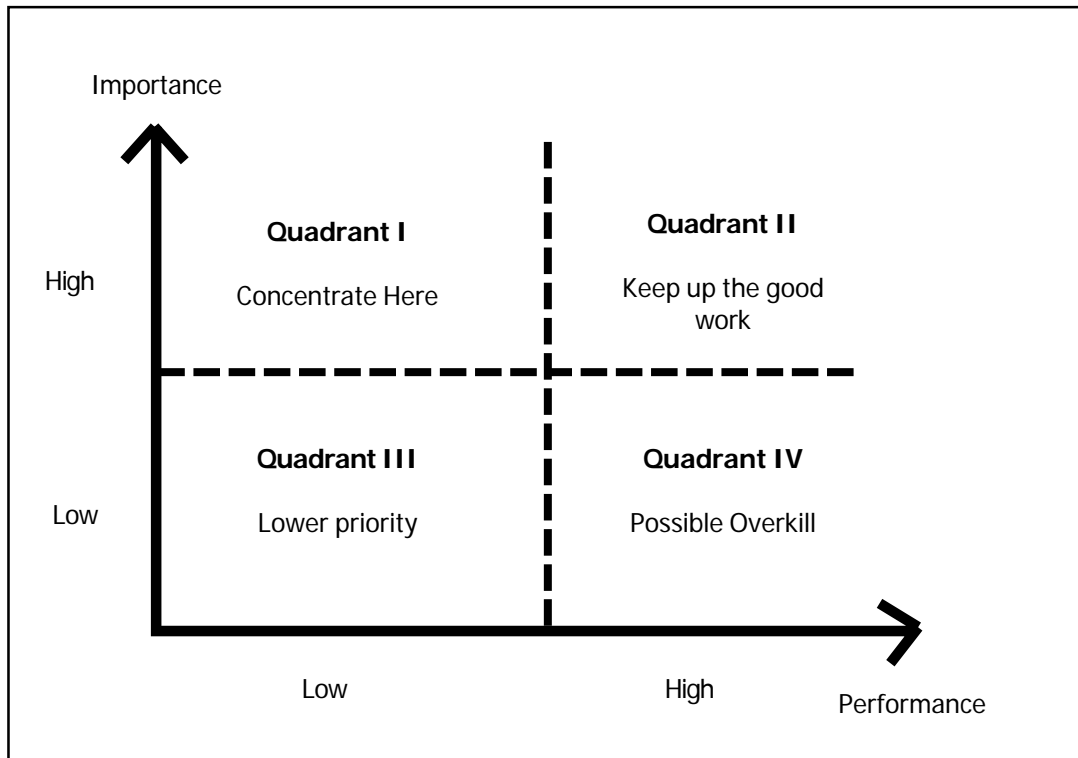 Importance
High
Quadrant I
Concentrate Here
Quadrant II
Keep up the good
work
Low
Quadrant III
Lower priority
Quadrant IV
Possible Overkill
Low
High
Performance